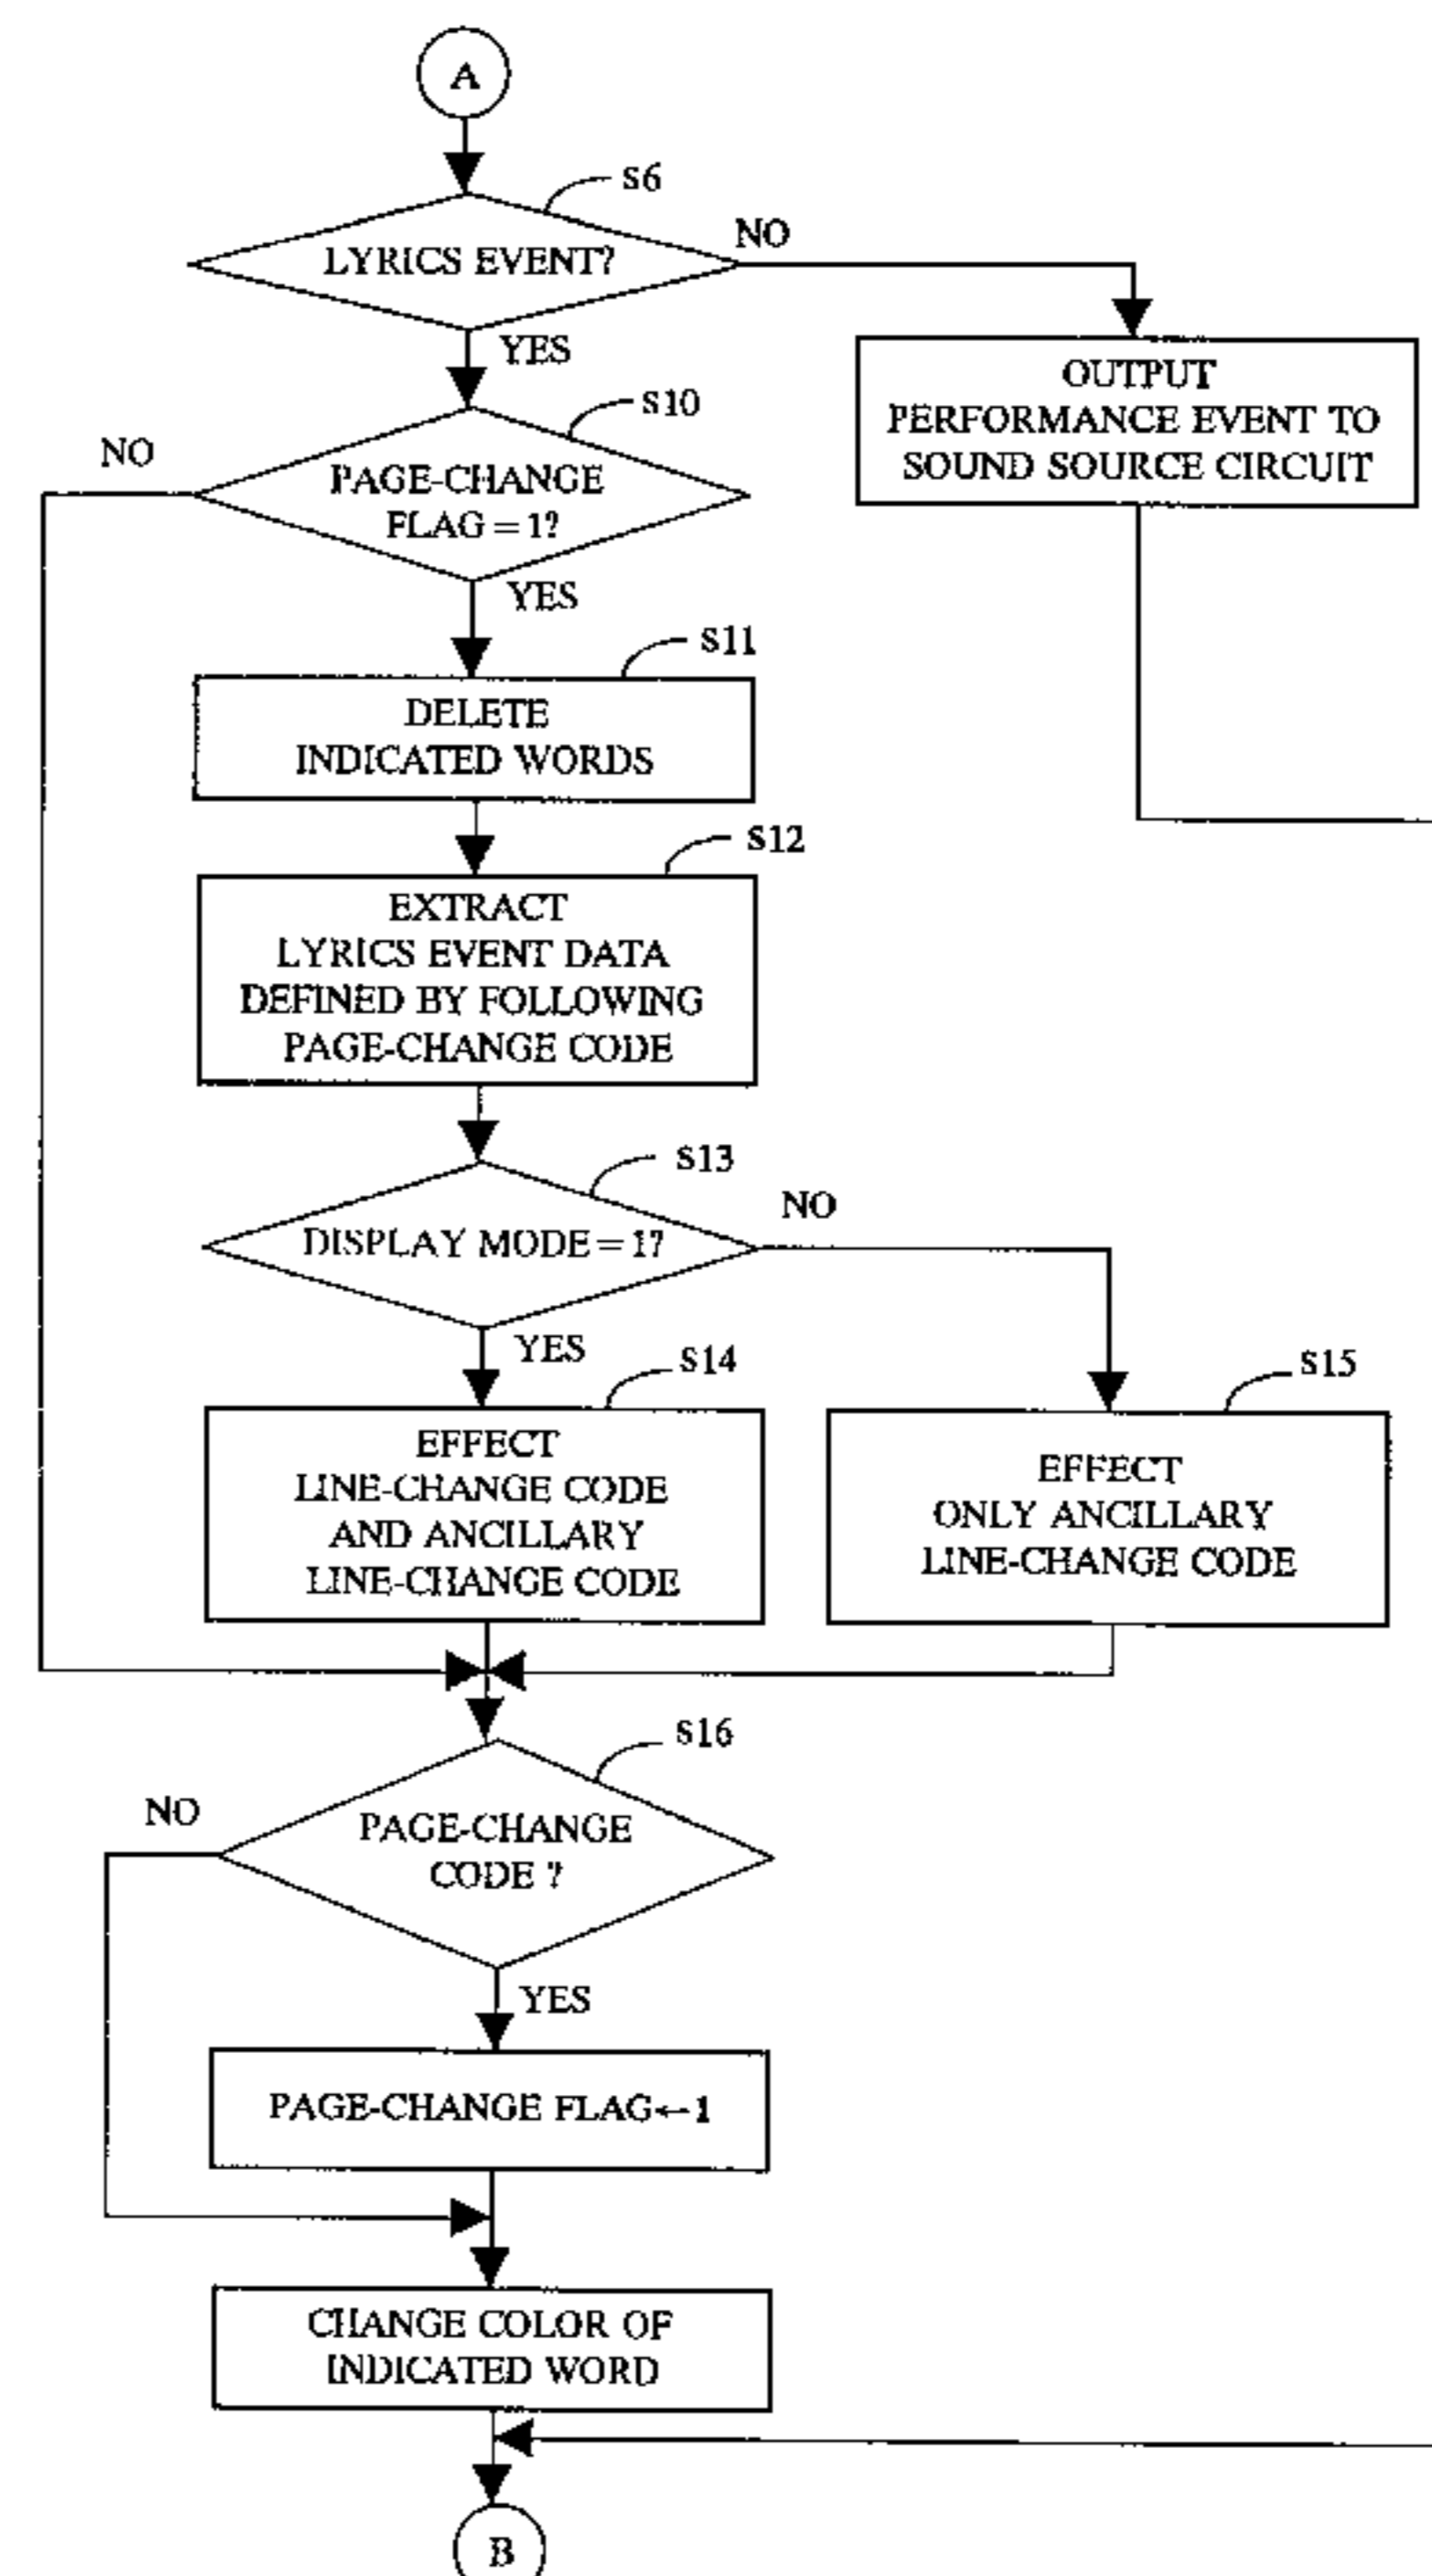 A
S6
LYRICS EVENT?
NO
YES
OUTPUT
PERFORMANCE EVENT TO
SOUND SOURCE CIRCUIT
S10
NO
PAGE-CHANGE
FLAG = 1?
YES
S11
DELETE
INDICATED WORDS
S12
EXTRACT
LYRICS EVENT DATA
DEFINED BY FOLLOWING
PAGE-CHANGE CODE
S13
DISPLAY MODE = 1?
NO
YES
S14
EFFECT
LINE-CHANGE CODE
AND ANCILLARY
LINE-CHANGE CODE
S15
EFFECT
ONLY ANCILLARY
LINE-CHANGE CODE
S16
NO
PAGE-CHANGE
CODE ?
YES
PAGE-CHANGE FLAG←1
CHANGE COLOR OF
INDICATED WORD
B